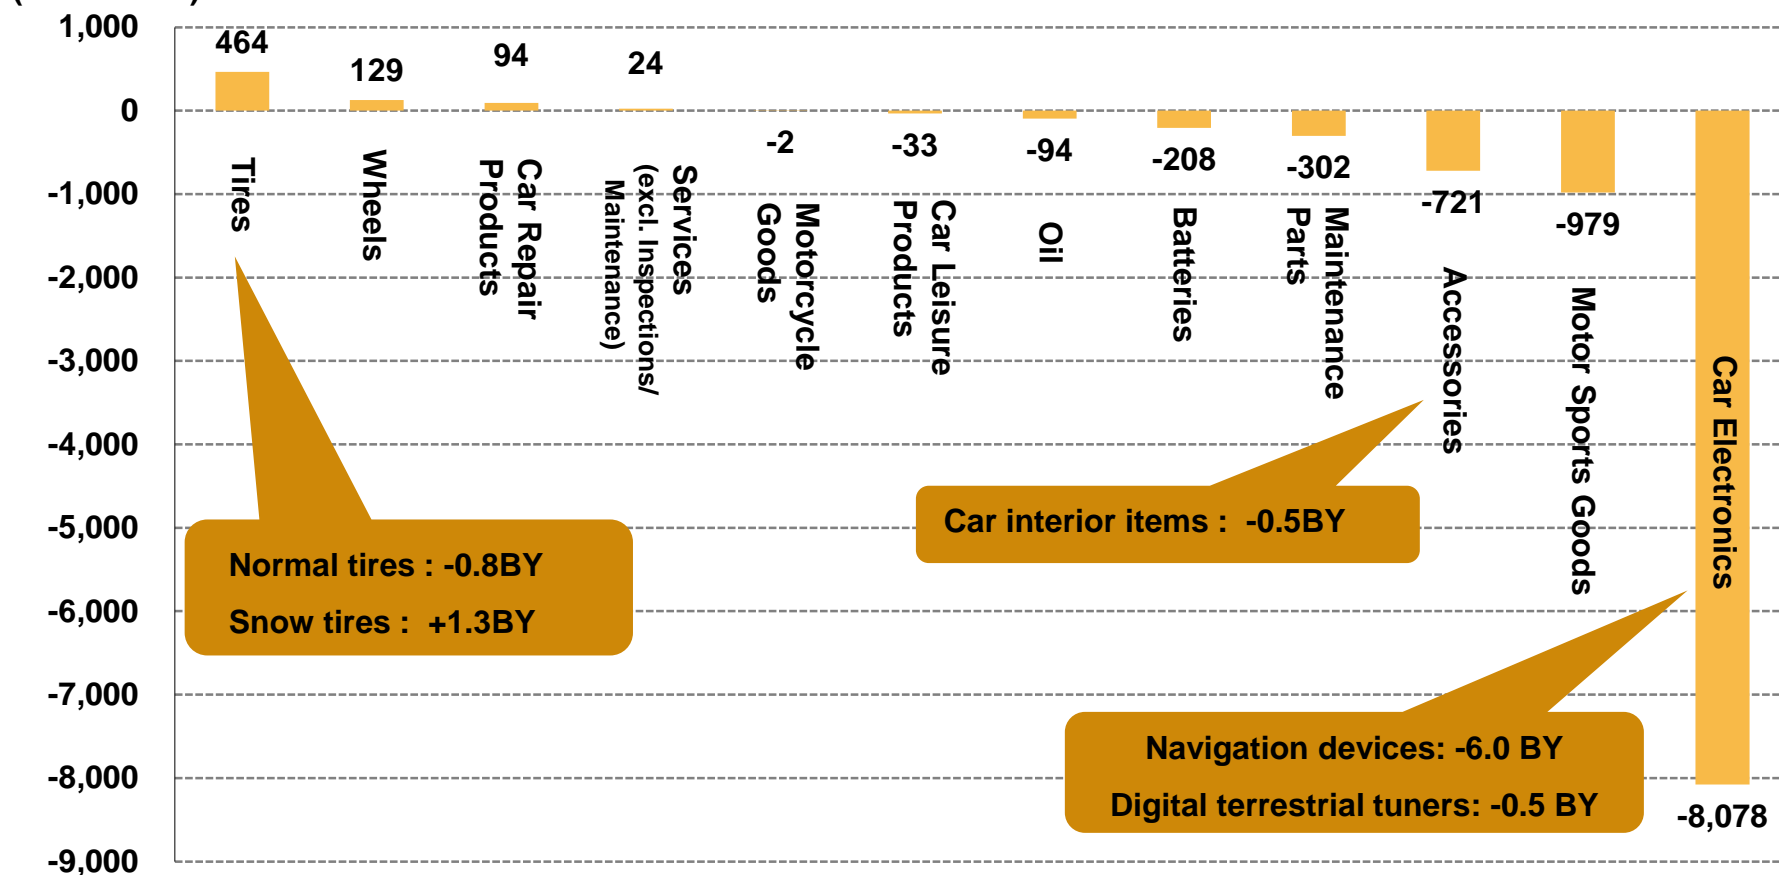 1,000
0
-1,000
-2,000
-3,000
-4,000
-5,000
-6,000
-7,000
-8,000
-9,000
464
129
94
24
-2
-33
-94
-208
-302
-721
-979
-8,078
Tires
Wheels
Car Repair
Products
Services
(excl. Inspections/
Maintenance)
Motorcycle
Goods
Car Leisure
Products
Oil
Batteries
Maintenance
Parts
Accessories
Motor Sports Goods
Car Electronics
Normal tires : -0.8BY
Snow tires :  +1.3BY
Car interior items :  -0.5BY
Navigation devices: -6.0 BY
Digital terrestrial tuners: -0.5 BY